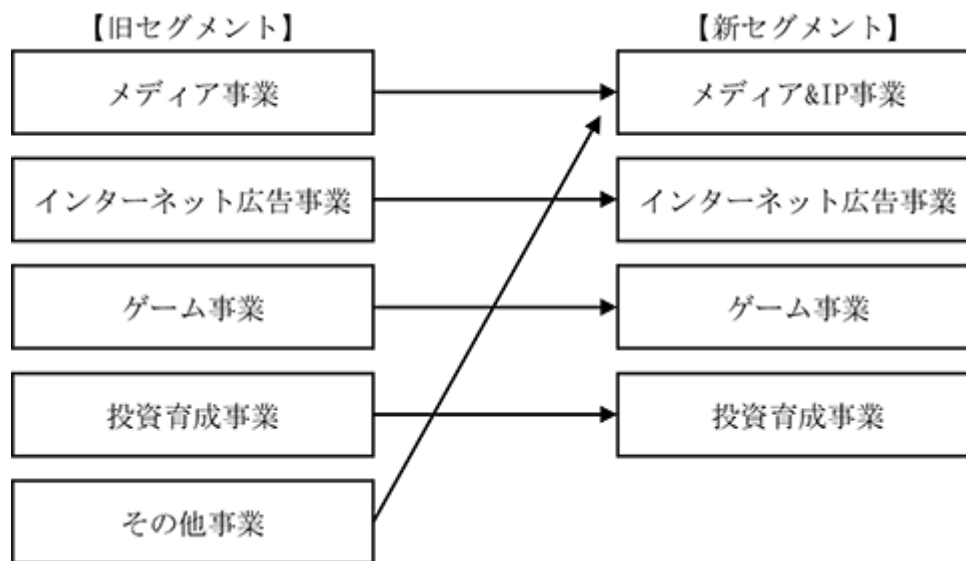 【旧セグメント】
【新セグメント】
メディア事業
メディア&IP事業
インターネット広告事業
インターネット広告事業
ゲーム事業
ゲーム事業
投資育成事業
投資育成事業
その他事業